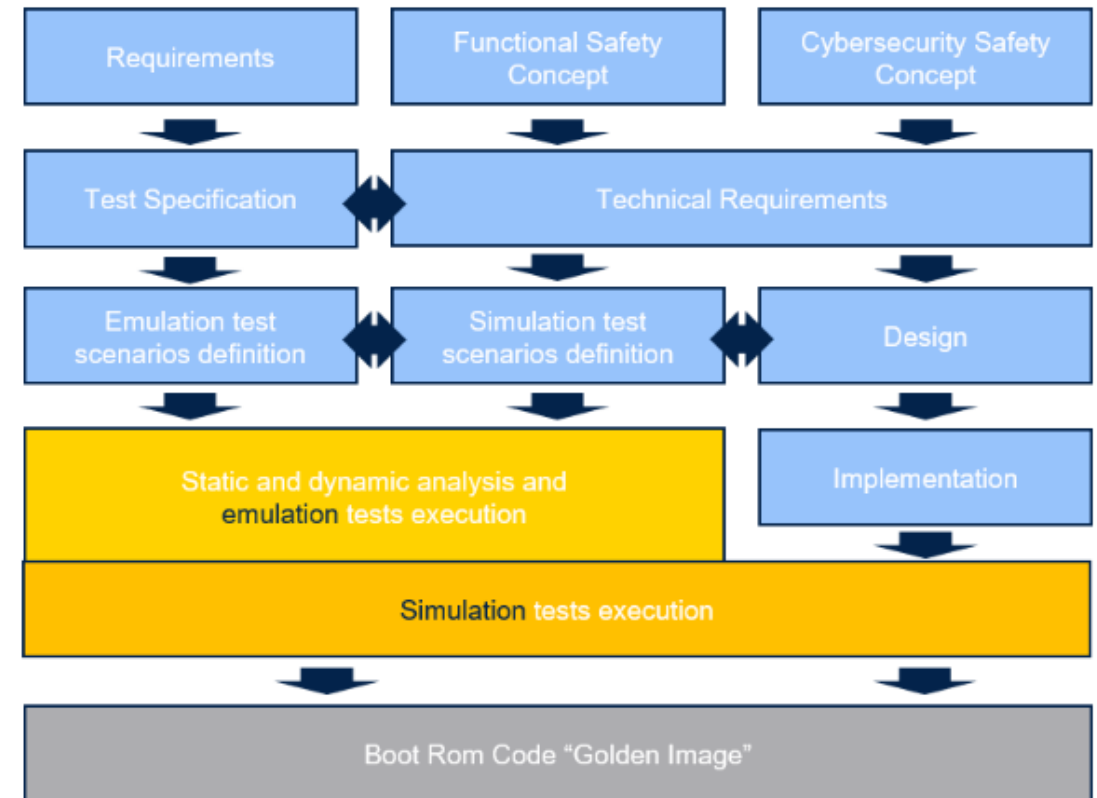 Requirements
Functional Safety
Concept
Cybersecurity Safety
Concept
Test Specification
Technical Requirements
Emulation test
scenarios definition
Simulation test
scenarios definition
Design
Static and dynamic analysis and
emulation tests execution
Implementation
Simulation tests execution
Boot Rom Code “Golden Image”